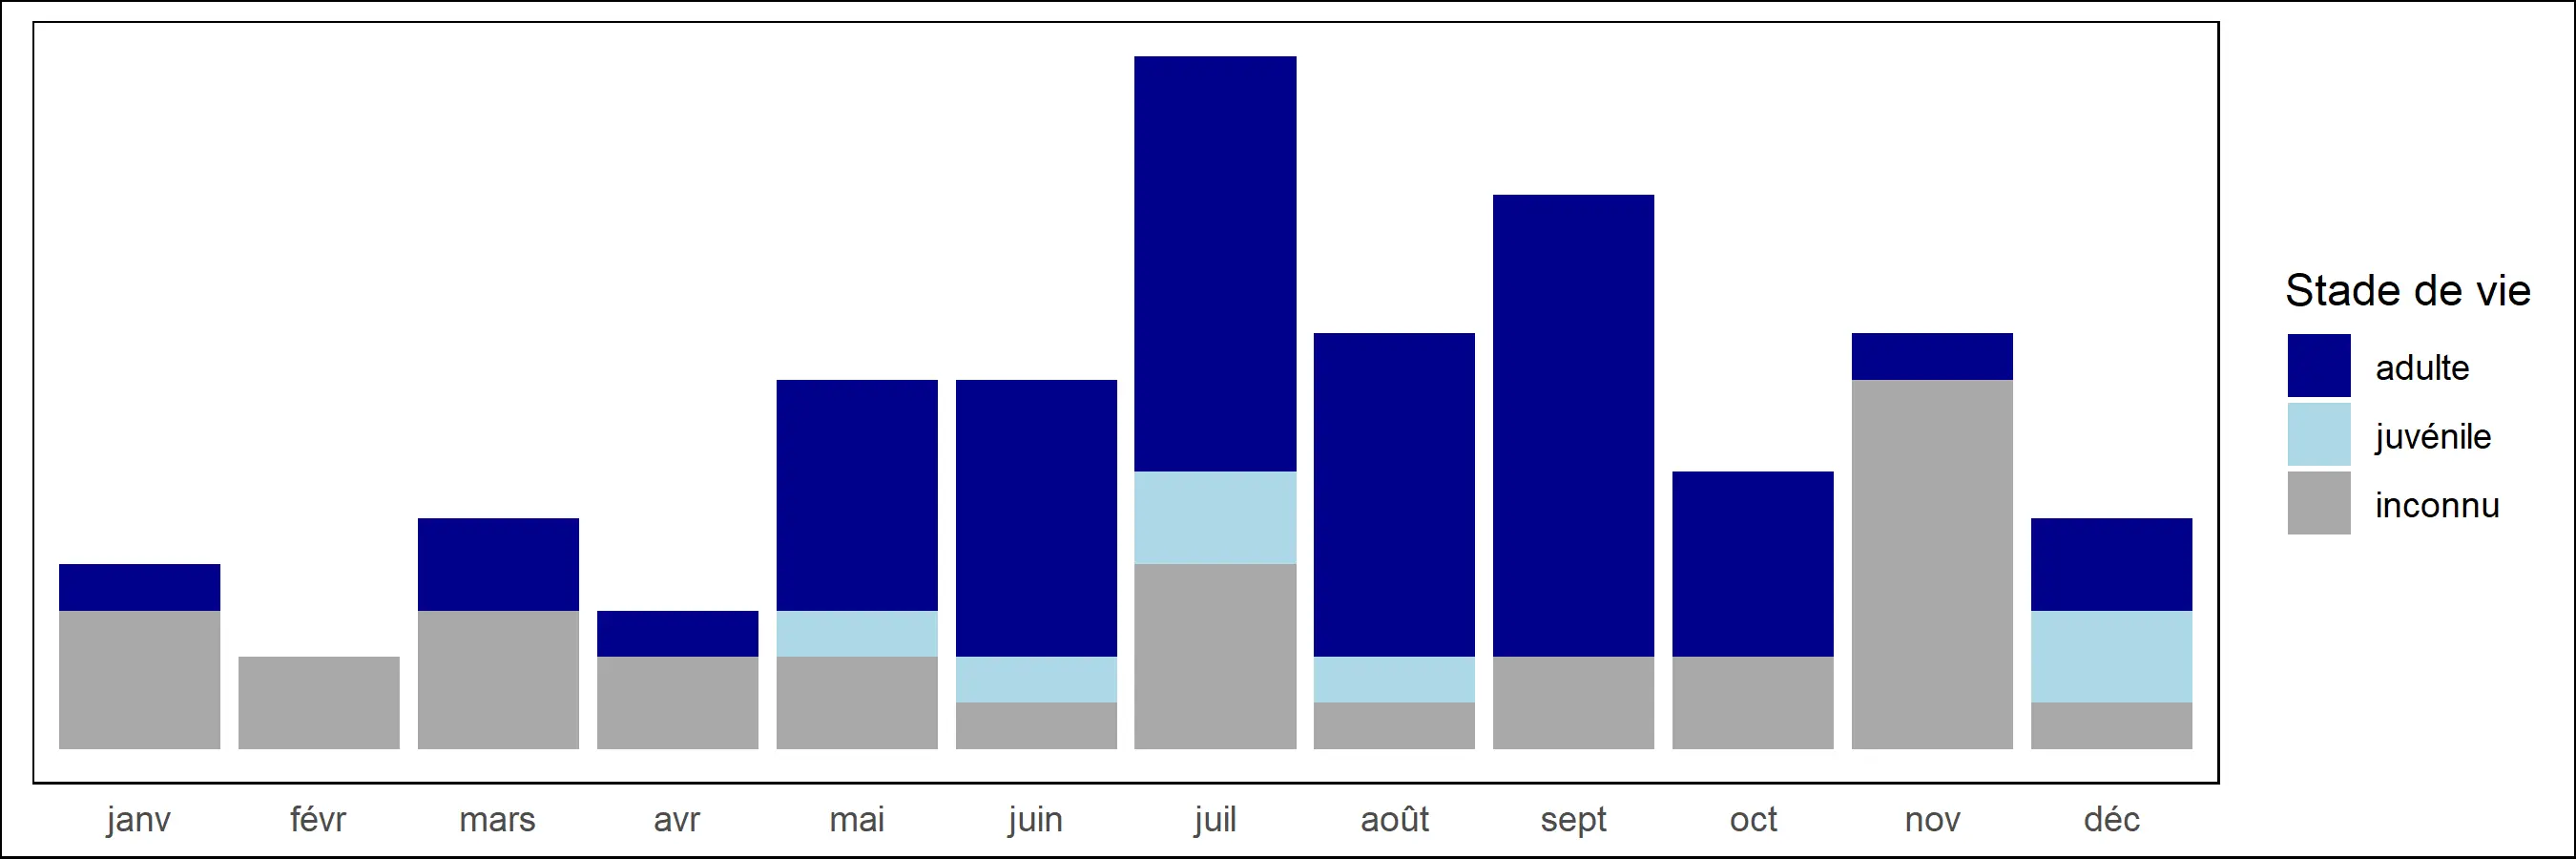 Stade de vie
adulte
juvénile
inconnu
janv févr mars avr mai juin juil août sept oct nov déc